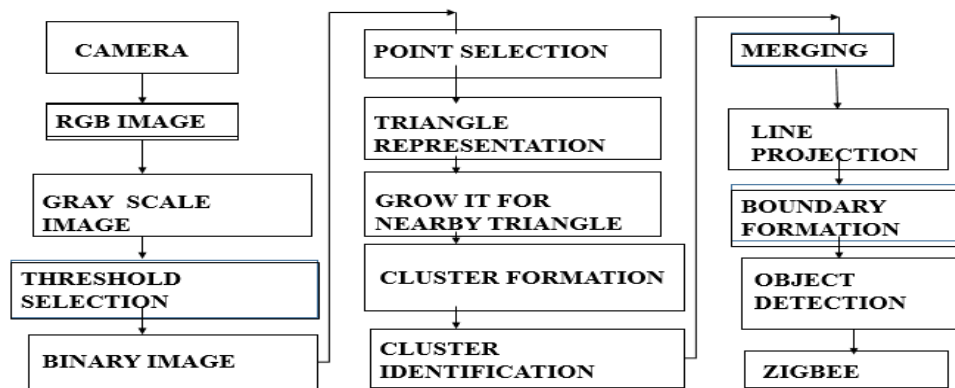 CAMERA
RGB IMAGE
GRAY SCALE
IMAGE
THRESHOLD
SELECTION
BINARY IMAGE
POINT SELECTION
TRIANGLE
REPRESENTATION
GROW IT FOR
NEARBY TRIANGLE
CLUSTER FORMATION
CLUSTER
IDENTIFICATION
MERGING
LINE
PROJECTION
BOUNDARY
FORMATION
OBJECT
DETECTION
ZIGBEE